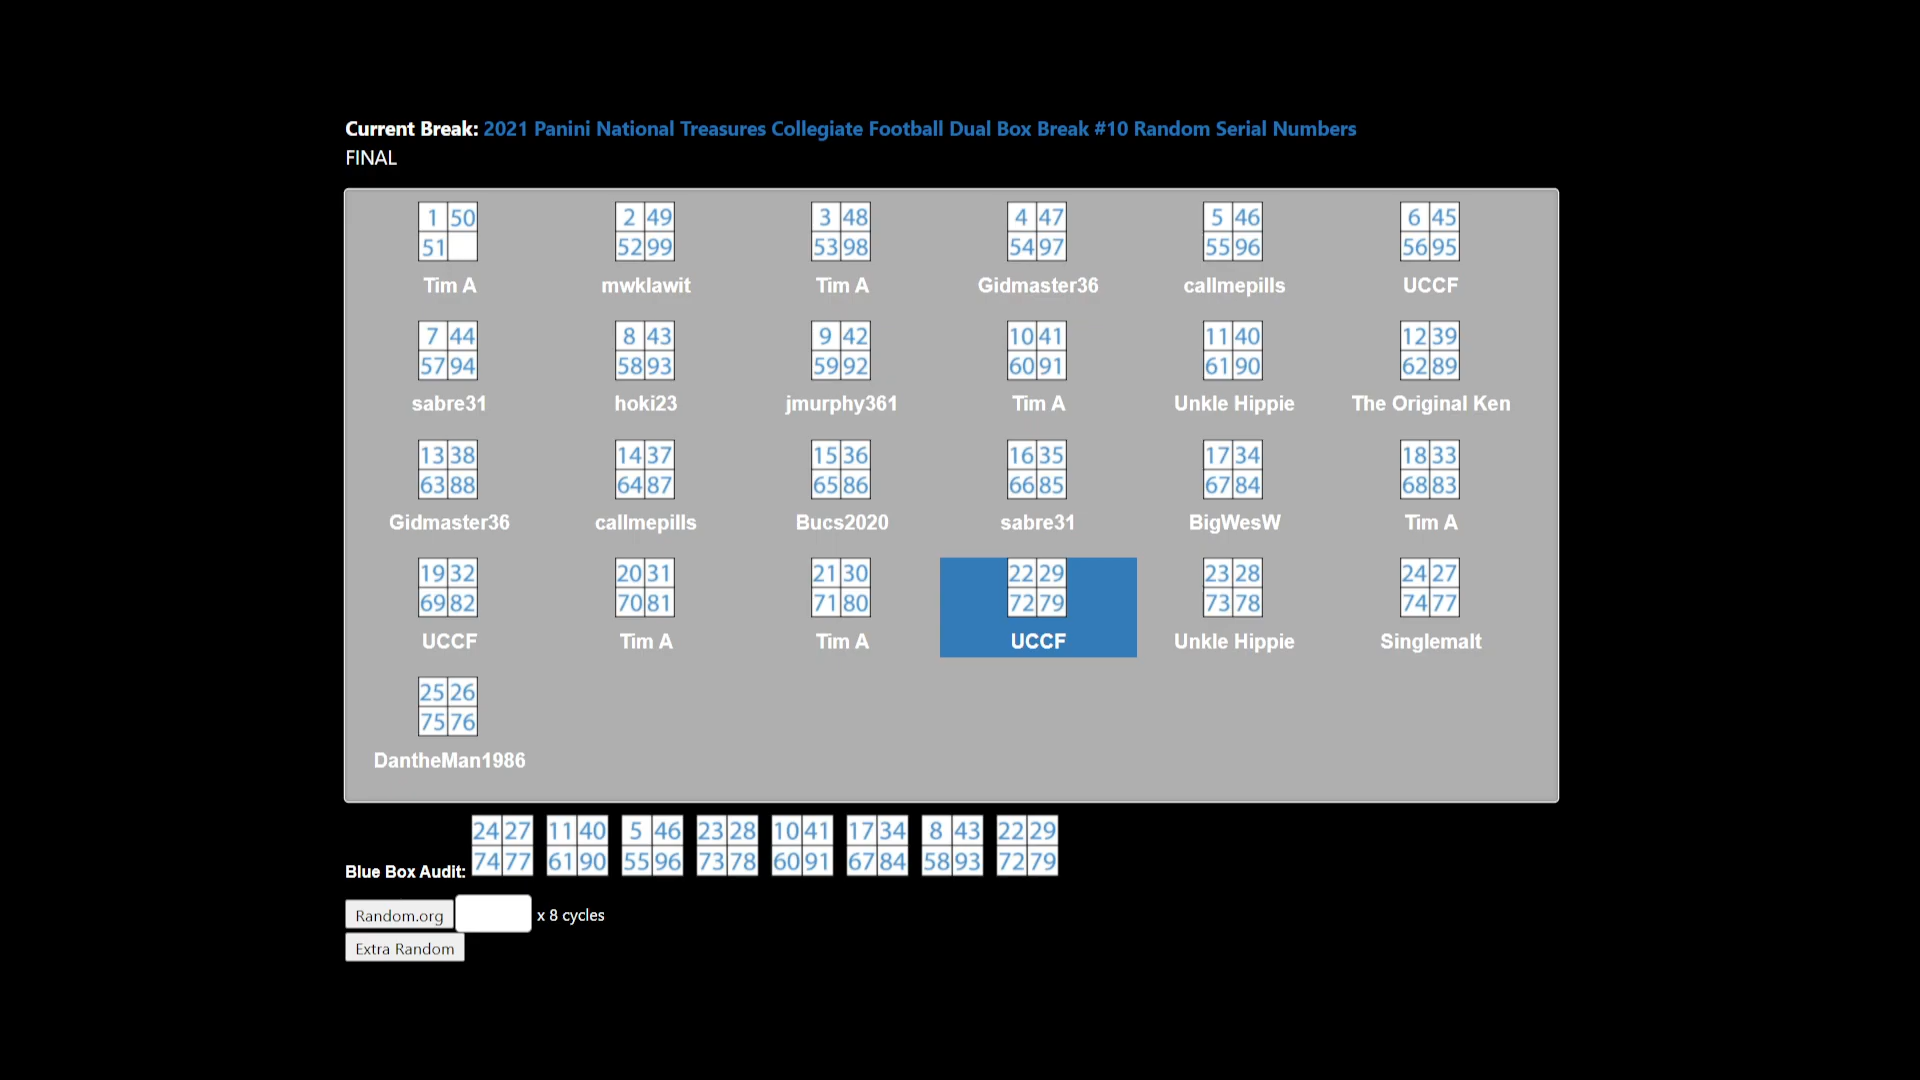 Current Break: 2021 Panini National Treasures Collegiate Football Dual Box Break #10 Random Serial Numbers
FINAL
1 50 2 49 3 48 4 47 5 46 6 45
51 52 99 53 98 54 97 55 96 56 95
Tim A mwklawit Tim A Gidmaster36 callmepills UCCF
7 44 8 43 9 42 10 41 11 40 12 39
57 94 58 93 59 92 60 91 61 90 62 89
sabre31 hoki23 jmurphy361 Tim A Unkle Hippie The Original Ken
13 38 14 37 15 36 16 35 17 34 18 33
63 88 64 87 65 86 66 85 67 84 68 83
Gidmaster36 callmepills Bucs2020 sabre31 BigWesW Tim A
19 32 20 31 21 30 22 29 23 28 24 27
69 82 70 81 71 80 72 79 73 78 74 77
UCCF Tim A Tim A UCCF Unkle Hippie Singlemalt
25 26
75 76
DantheMan1986
24 27 11 40 5 46 23 28 10 41 17 34 8 43 22 29
Blue Box Audit: 74 77 61 90 55 96 73 78 60 91 67 84 58 93 72 79
Random.org x 8 cycles
Extra Random